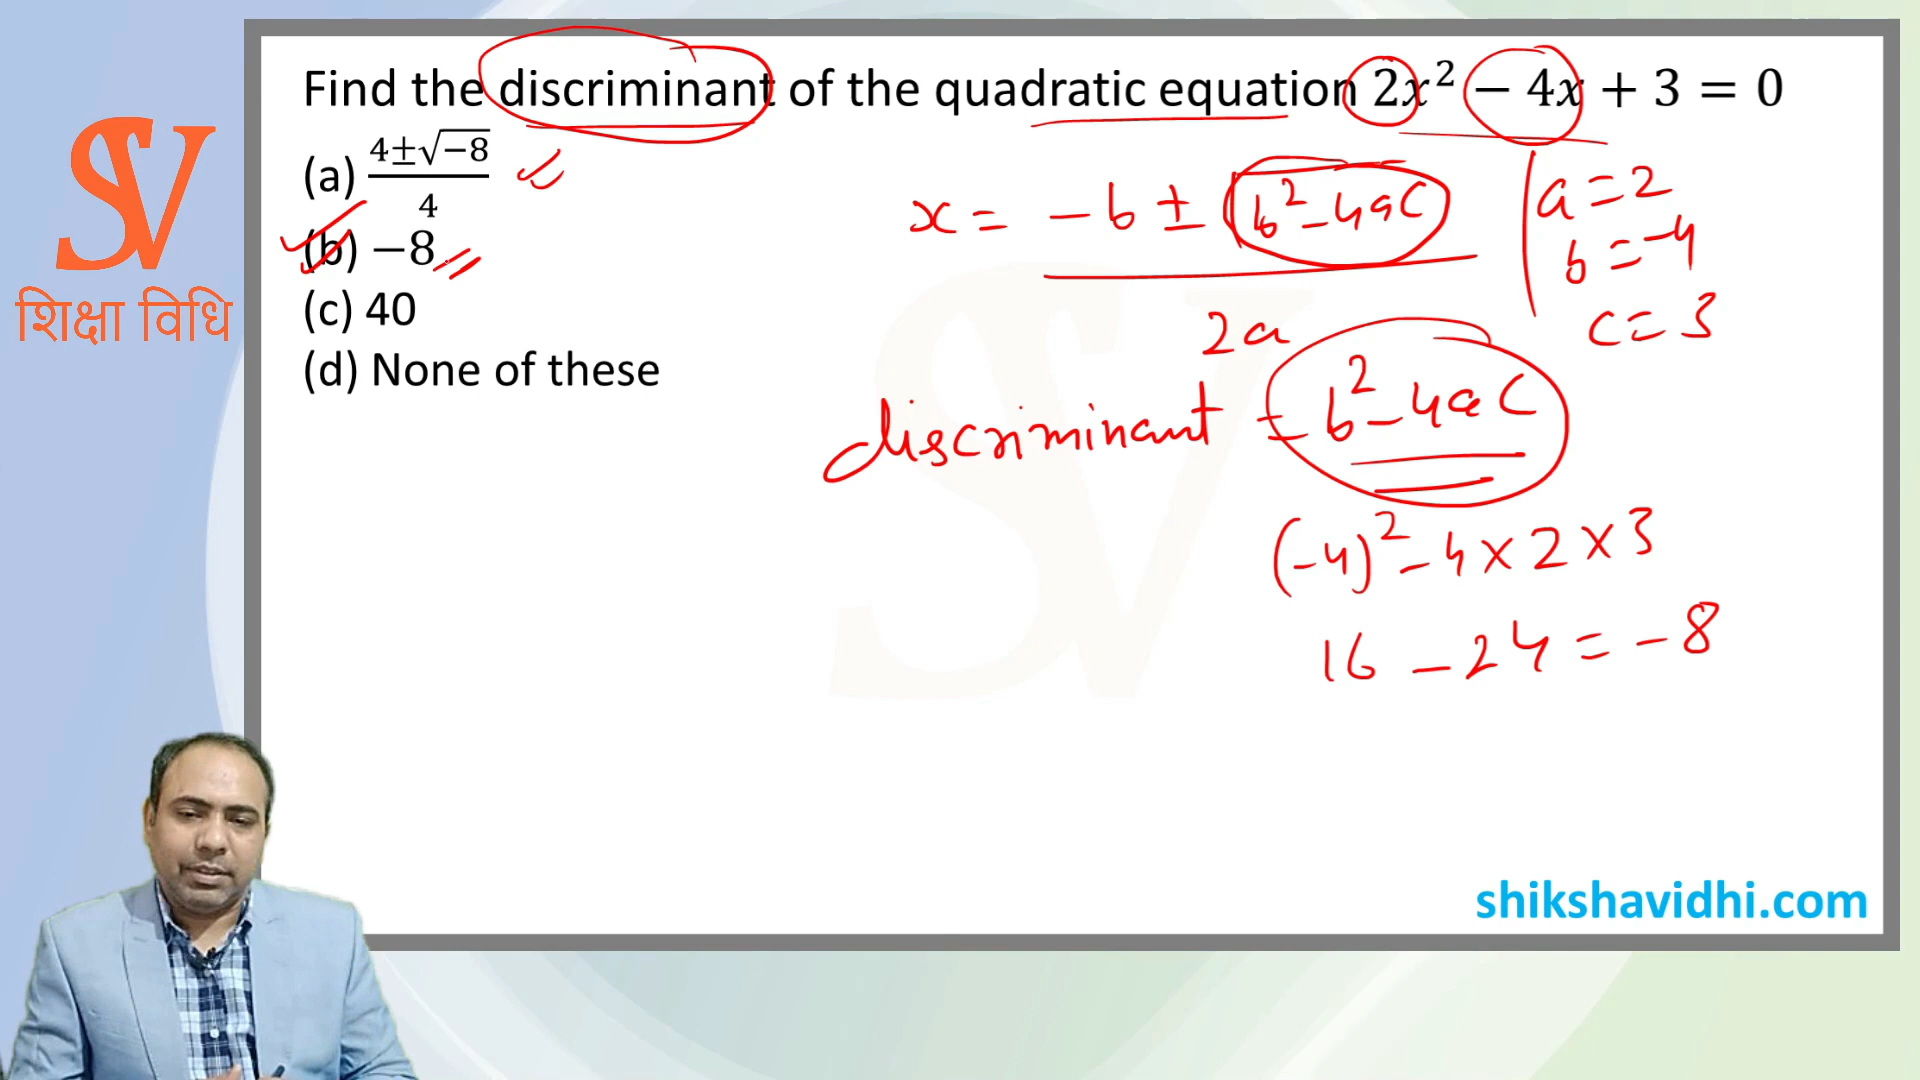 Find the discriminant of the quadratic equation 2x² − 4x + 3 = 0
(a) (4±√−8)/4
(b) −8
(c) 40
(d) None of these
SV
शिक्षा विधि
x = −b ± √b²−4ac
2a
a = 2
b = −4
c = 3
discriminant = b²−4ac
(−4)² − 4 × 2 × 3
16 − 24 = −8
shikshavidhi.com